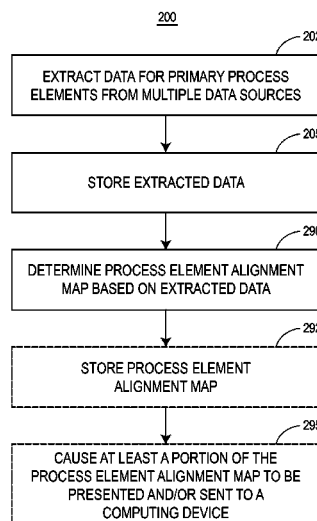 200
202
EXTRACT DATA FOR PRIMARY PROCESS
ELEMENTS FROM MULTIPLE DATA SOURCES
205
STORE EXTRACTED DATA
290
DETERMINE PROCESS ELEMENT ALIGNMENT
MAP BASED ON EXTRACTED DATA
292
STORE PROCESS ELEMENT
ALIGNMENT MAP
295
CAUSE AT LEAST A PORTION OF THE
PROCESS ELEMENT ALIGNMENT MAP TO BE
PRESENTED AND/OR SENT TO A
COMPUTING DEVICE